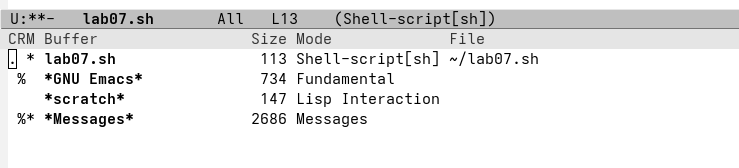 U:**-   lab07.sh       All   L13    (Shell-script[sh])
CRM Buffer                 Size Mode             File
. * lab07.sh                113 Shell-script[sh] ~/lab07.sh
 %  *GNU Emacs*             734 Fundamental
    *scratch*               147 Lisp Interaction
 %* *Messages*             2686 Messages